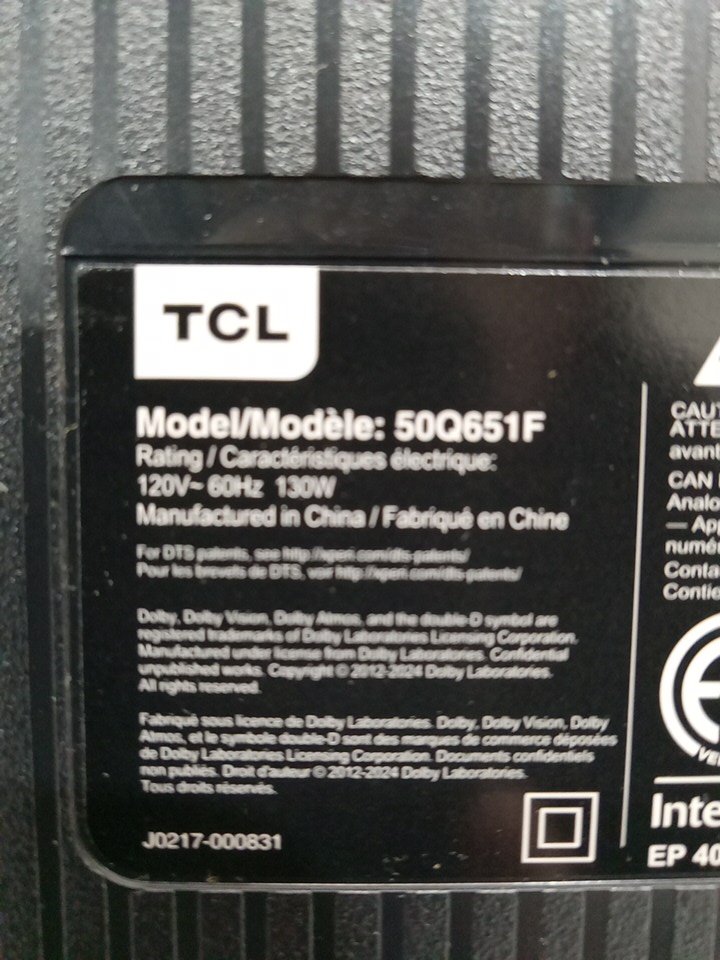 TCL
Model/Modèle: 50Q651F
Rating / Caractéristiques électrique:
120V~ 60Hz 130W
Manufactured in China / Fabriqué en Chine
For DTS patents, see http://xperi.com/dts-patents/
Pour les brevets de DTS, voir http://xperi.com/dts-patents/
Dolby, Dolby Vision, Dolby Atmos, and the double-D symbol are
registered trademarks of Dolby Laboratories Licensing Corporation.
Manufactured under license from Dolby Laboratories. Confidential
unpublished works. Copyright © 2012-2024 Dolby Laboratories.
All rights reserved.
Fabriqué sous licence de Dolby Laboratories. Dolby, Dolby Vision, Dolby
Atmos, et le symbole double-D sont des marques de commerce déposées
de Dolby Laboratories Licensing Corporation. Documents confidentiels
non publiés. Droit d'auteur © 2012-2024 Dolby Laboratories.
Tous droits réservés.
J0217-000831
CAUT
ATTE
avant
CAN
Analo
— Ap
numé
Conta
Contie
Inte
EP 40